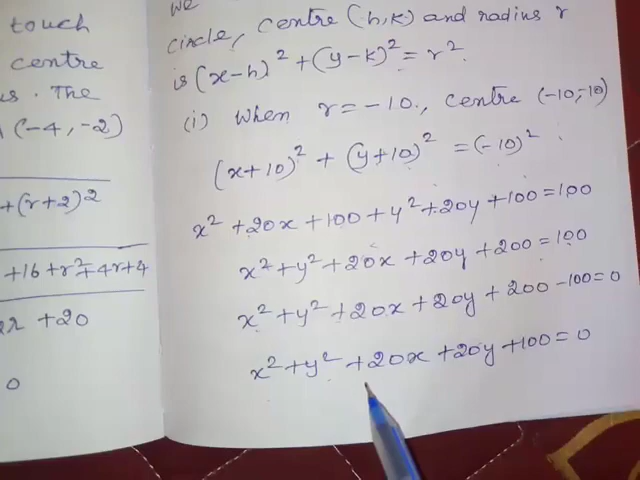 touch
centre
The
(-4,-2)
+(r+2)²
+16+r²+4r+4
+20
0
we
circle, centre (h,k) and radius r
is (x-h)²+(y-k)²=r².
(i) When r=-10., centre (-10,-10)
(x+10)² + (y+10)² =(-10)²
x²+20x+100+y²+20y+100=100
x²+y²+20x+20y+200=100
x²+y²+20x+20y+200-100=0
x²+y²+20x+20y+100=0